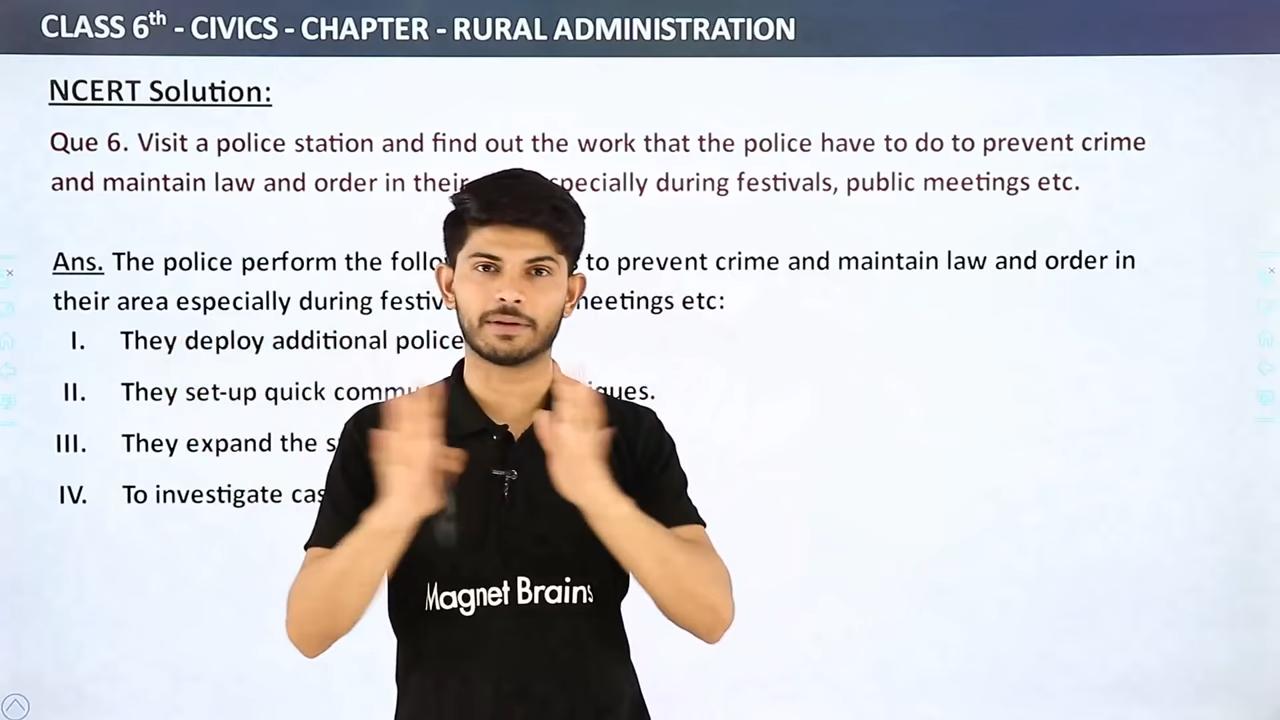 CLASS 6th - CIVICS - CHAPTER - RURAL ADMINISTRATION
NCERT Solution:
Que 6. Visit a police station and find out the work that the police have to do to prevent crime
and maintain law and order in their specially during festivals, public meetings etc.
Ans. The police perform the follo to prevent crime and maintain law and order in
their area especially during festiv meetings etc:
I. They deploy additional police
II. They set-up quick commu iques.
III. They expand the s
IV. To investigate cas
Magnet Brains